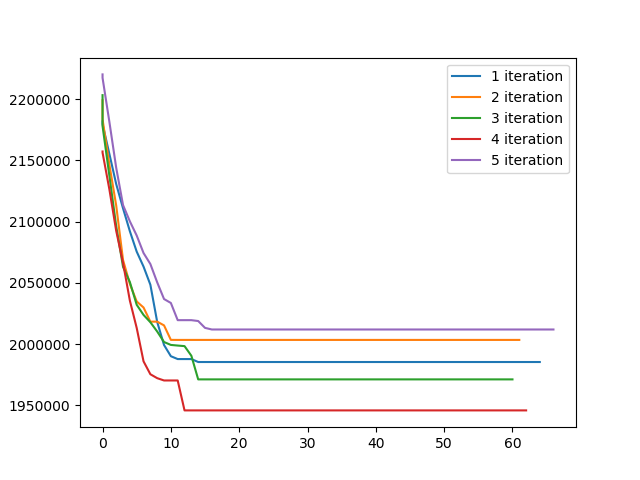 2200000
2150000
2100000
2050000
2000000
1950000
0 10 20 30 40 50 60
1 iteration
2 iteration
3 iteration
4 iteration
5 iteration